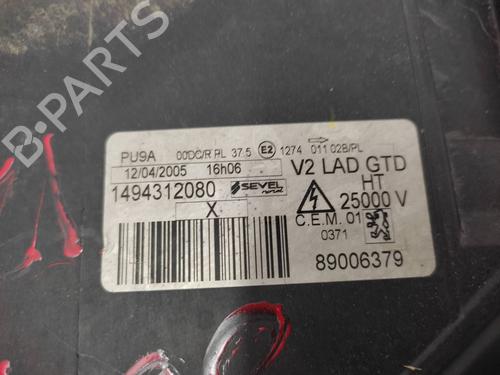 PU9A 00DC/R PL 37.5 E2 1274 011 02B/PL
12/04/2005 16h06 V2 LAD GTD
1494312080 SEVEL HT
X 25000 V
C.E.M. 01
0371
89006379
B-PARTS